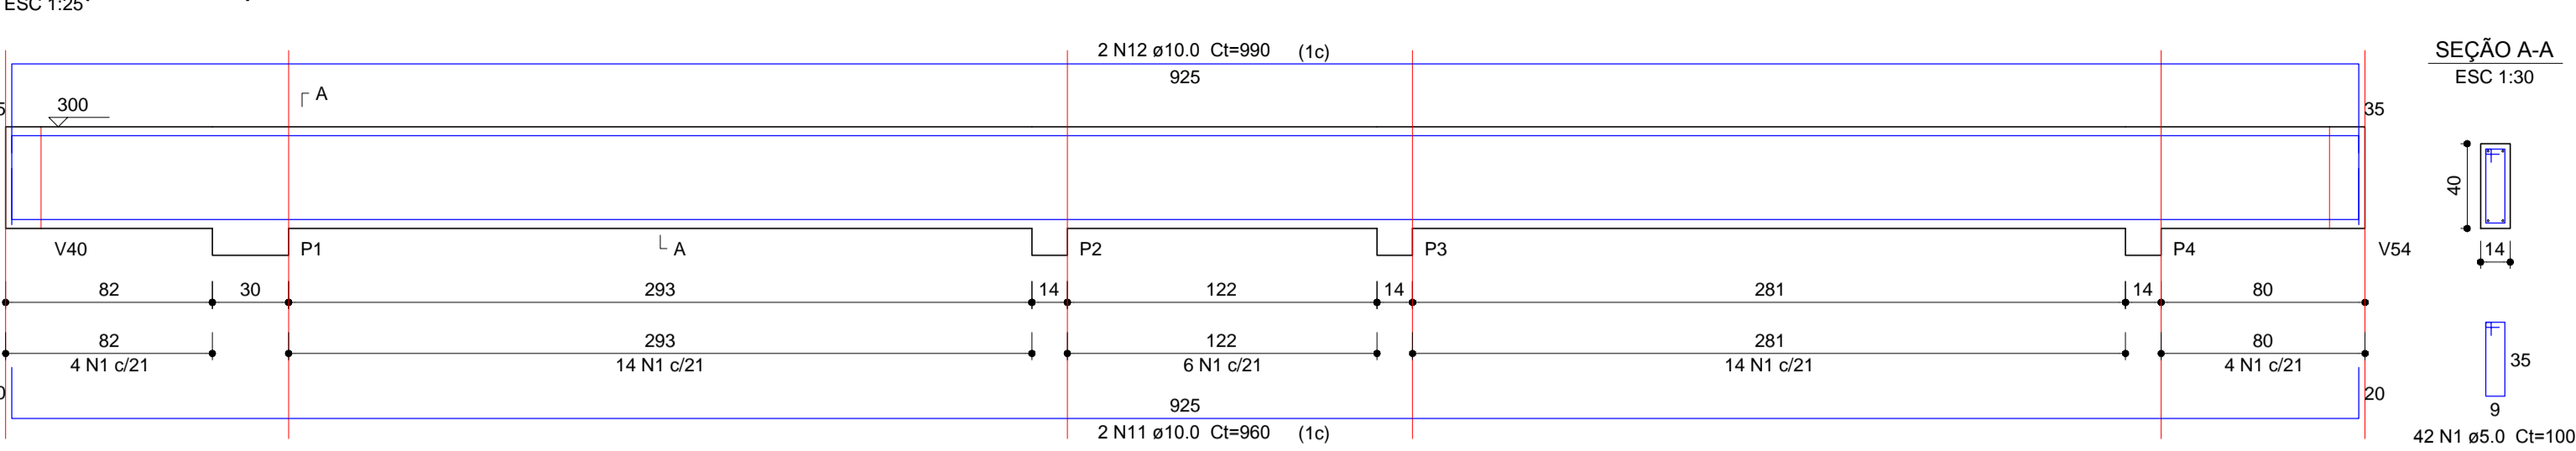 ESC 1:25
2 N12 ø10.0 Ct=990 (1c)
925
SEÇÃO A-A
ESC 1:30
A
300
35
40
14
V40
P1
A
P2
P3
P4
V54
82
30
293
14
122
14
281
14
80
82
293
122
281
80
4 N1 c/21
14 N1 c/21
6 N1 c/21
14 N1 c/21
4 N1 c/21
35
9
20
925
2 N11 ø10.0 Ct=960 (1c)
42 N1 ø5.0 Ct=100